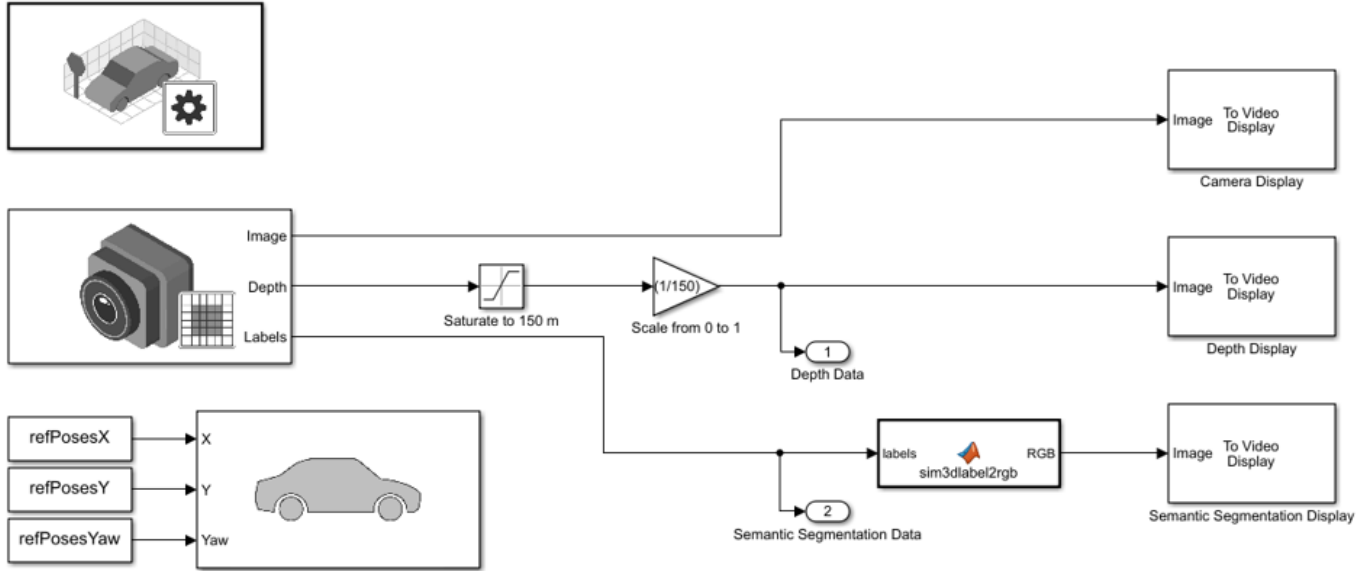 To Video
Image Display
Camera Display
Image
Depth
Labels
Saturate to 150 m
(1/150)
Scale from 0 to 1
1
Depth Data
To Video
Image Display
Depth Display
refPosesX
X
refPosesY
Y
refPosesYaw
Yaw
labels
RGB
sim3dlabel2rgb
2
Semantic Segmentation Data
To Video
Image Display
Semantic Segmentation Display